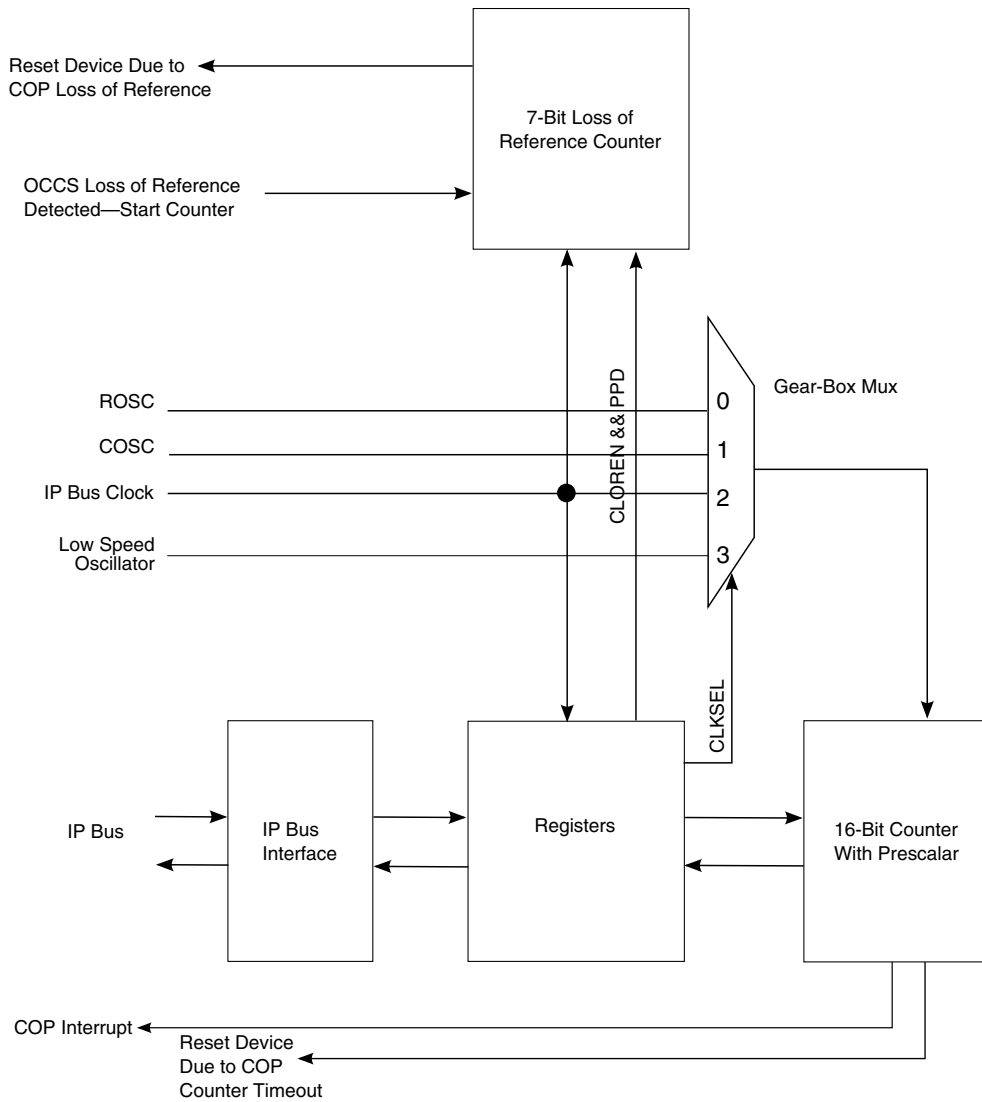 Reset Device Due to
COP Loss of Reference
7-Bit Loss of
Reference Counter
OCCS Loss of Reference
Detected—Start Counter
CLOREN && PPD
Gear-Box Mux
ROSC
0
COSC
1
IP Bus Clock
2
Low Speed
Oscillator
3
CLKSEL
IP Bus
IP Bus
Interface
Registers
16-Bit Counter
With Prescalar
COP Interrupt
Reset Device
Due to COP
Counter Timeout